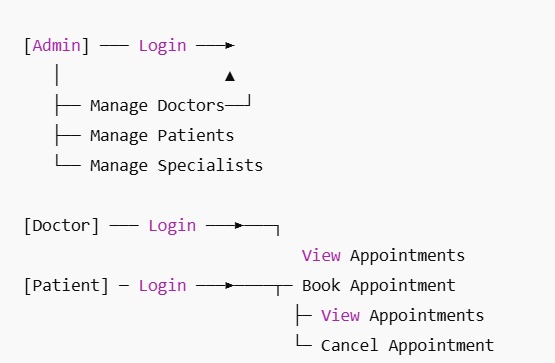 [Admin] ── Login ──►
│ ▲
├── Manage Doctors──┘
├── Manage Patients
└── Manage Specialists
[Doctor] ── Login ──►──┐
View Appointments
[Patient] ─ Login ──►──┬─ Book Appointment
├─ View Appointments
└─ Cancel Appointment